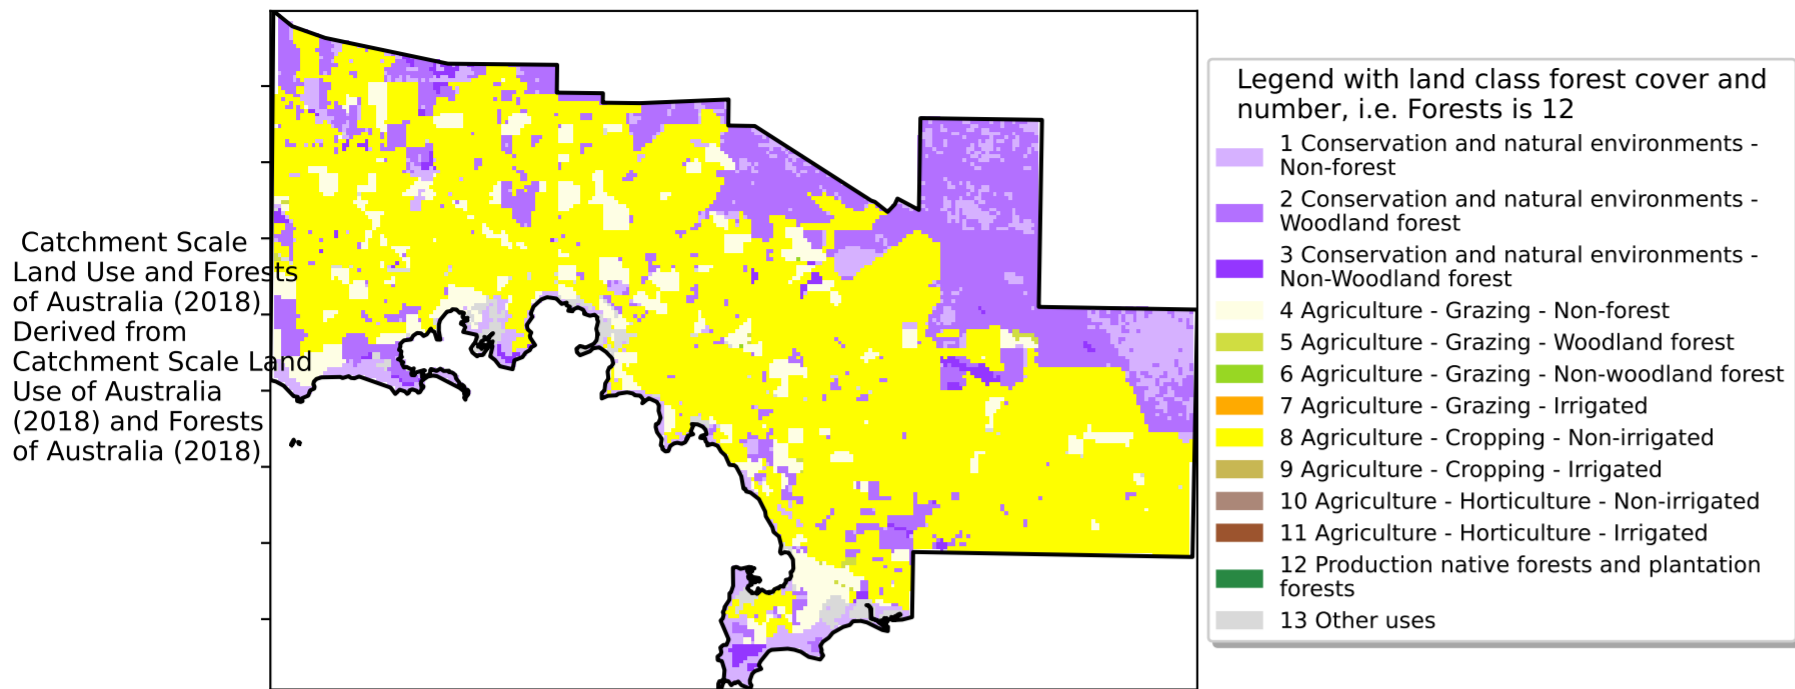 Catchment Scale
Land Use and Forests
of Australia (2018)
Derived from
Catchment Scale Land
Use of Australia
(2018) and Forests
of Australia (2018)
Legend with land class forest cover and
number, i.e. Forests is 12
1 Conservation and natural environments -
Non-forest
2 Conservation and natural environments -
Woodland forest
3 Conservation and natural environments -
Non-Woodland forest
4 Agriculture - Grazing - Non-forest
5 Agriculture - Grazing - Woodland forest
6 Agriculture - Grazing - Non-woodland forest
7 Agriculture - Grazing - Irrigated
8 Agriculture - Cropping - Non-irrigated
9 Agriculture - Cropping - Irrigated
10 Agriculture - Horticulture - Non-irrigated
11 Agriculture - Horticulture - Irrigated
12 Production native forests and plantation
forests
13 Other uses